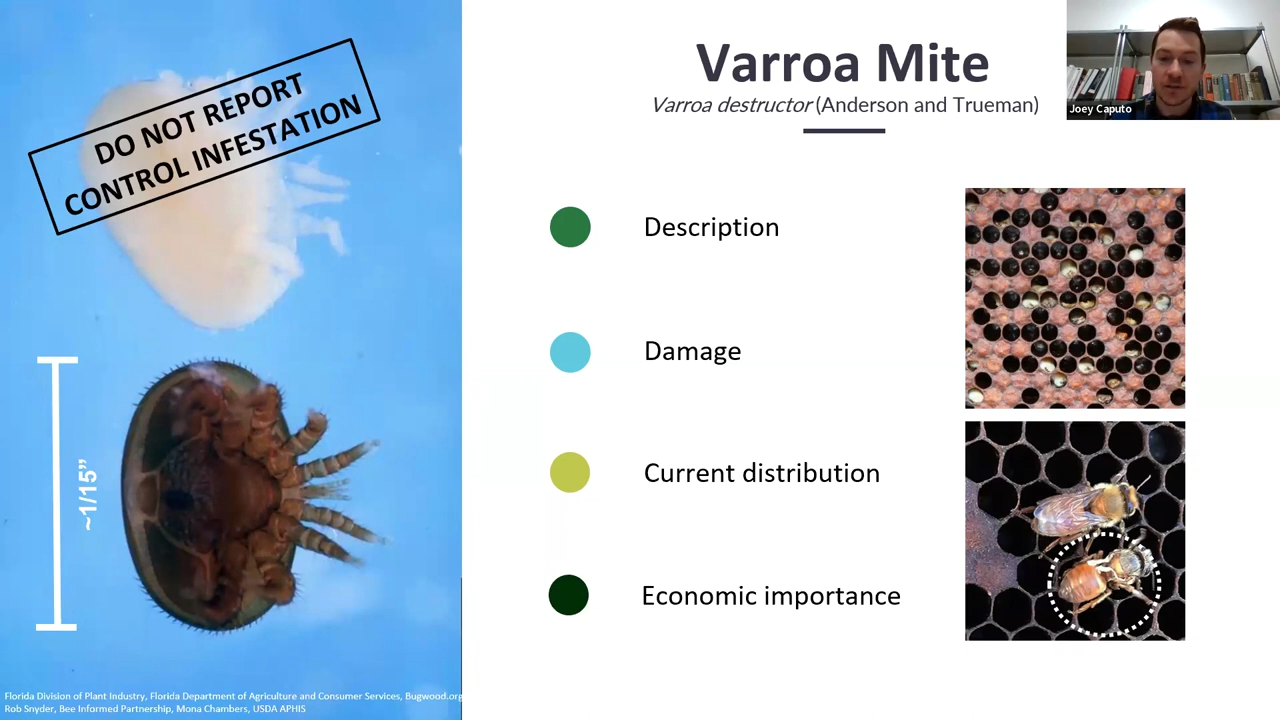 DO NOT REPORT
CONTROL INFESTATION
~1/15”
Florida Division of Plant Industry, Florida Department of Agriculture and Consumer Services, Bugwood.org
Rob Snyder, Bee Informed Partnership, Mona Chambers, USDA APHIS
Varroa Mite
Varroa destructor (Anderson and Trueman)
Description
Damage
Current distribution
Economic importance
Joey Caputo